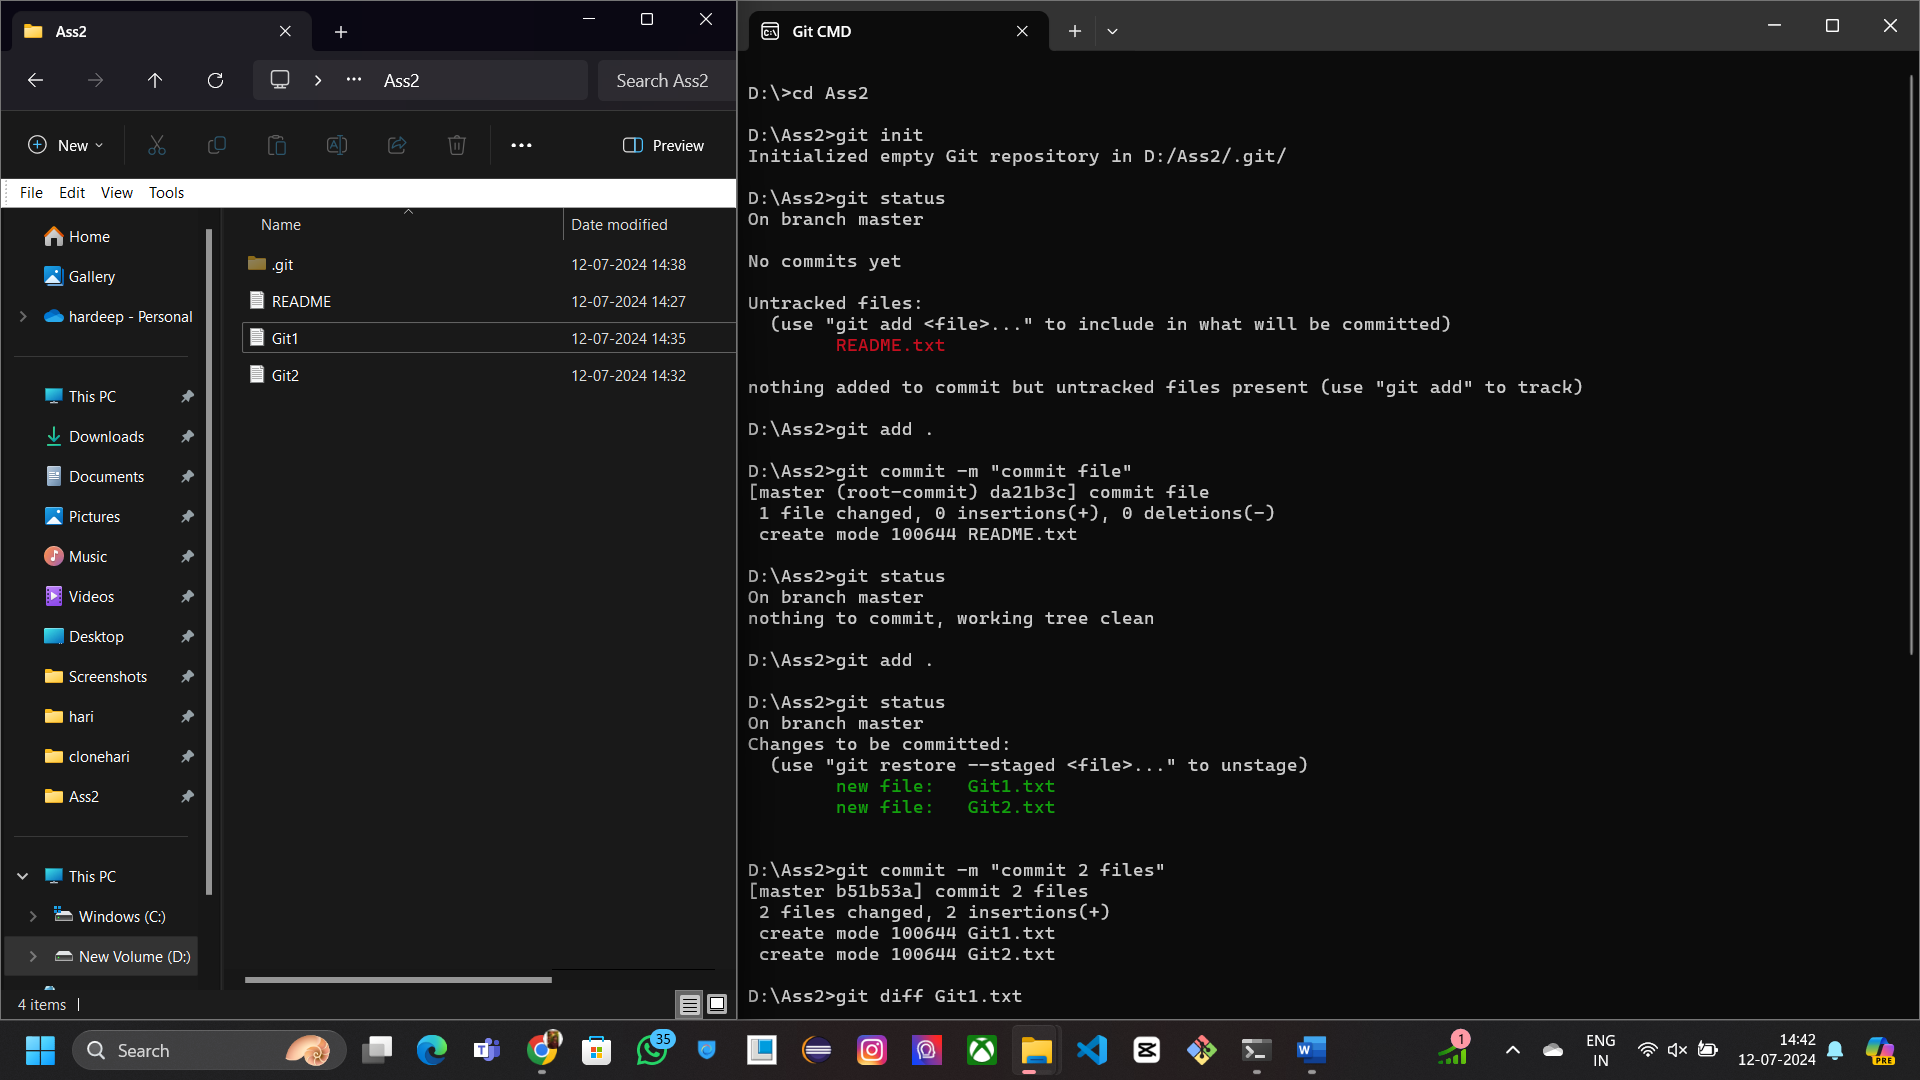 Ass2
Ass2
Search Ass2
New
Preview
File Edit View Tools
Name Date modified
Home
Gallery
hardeep - Personal
This PC
Downloads
Documents
Pictures
Music
Videos
Desktop
Screenshots
hari
clonehari
Ass2
This PC
Windows (C:)
New Volume (D:)
.git 12-07-2024 14:38
README 12-07-2024 14:27
Git1 12-07-2024 14:35
Git2 12-07-2024 14:32
4 items
Git CMD
D:\>cd Ass2
D:\Ass2>git init
Initialized empty Git repository in D:/Ass2/.git/
D:\Ass2>git status
On branch master
No commits yet
Untracked files:
(use "git add <file>..." to include in what will be committed)
README.txt
nothing added to commit but untracked files present (use "git add" to track)
D:\Ass2>git add .
D:\Ass2>git commit -m "commit file"
[master (root-commit) da21b3c] commit file
1 file changed, 0 insertions(+), 0 deletions(-)
create mode 100644 README.txt
D:\Ass2>git status
On branch master
nothing to commit, working tree clean
D:\Ass2>git add .
D:\Ass2>git status
On branch master
Changes to be committed:
(use "git restore --staged <file>..." to unstage)
new file: Git1.txt
new file: Git2.txt
D:\Ass2>git commit -m "commit 2 files"
[master b51b53a] commit 2 files
2 files changed, 2 insertions(+)
create mode 100644 Git1.txt
create mode 100644 Git2.txt
D:\Ass2>git diff Git1.txt
Search
35
1
ENG
IN
14:42
12-07-2024
PRE